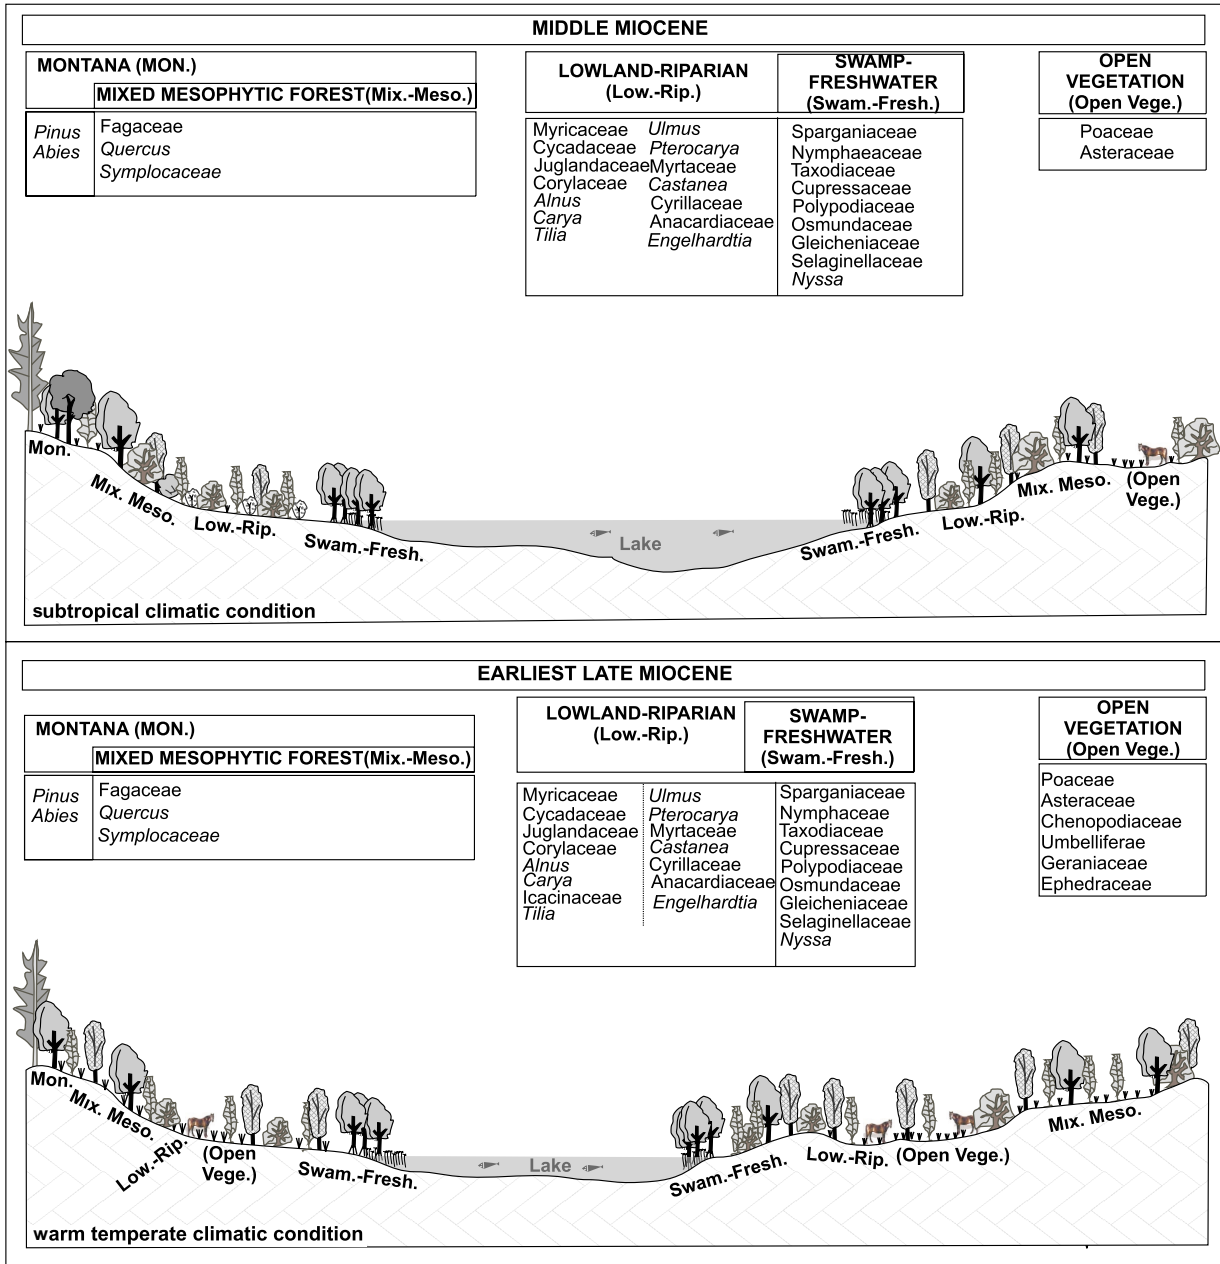 MIDDLE MIOCENE
MONTANA (MON.)
MIXED MESOPHYTIC FOREST(Mix.-Meso.)
Pinus
Abies
Fagaceae
Quercus
Symplocaceae
LOWLAND-RIPARIAN
(Low.-Rip.)
SWAMP-
FRESHWATER
(Swam.-Fresh.)
Myricaceae
Cycadaceae
Juglandaceae
Corylaceae
Alnus
Carya
Tilia
Ulmus
Pterocarya
Myrtaceae
Castanea
Cyrillaceae
Anacardiaceae
Engelhardtia
Sparganiaceae
Nymphaeaceae
Taxodiaceae
Cupressaceae
Polypodiaceae
Osmundaceae
Gleicheniaceae
Selaginellaceae
Nyssa
OPEN
VEGETATION
(Open Vege.)
Poaceae
Asteraceae
Mon.
Mix. Meso.
Low.-Rip.
Swam.-Fresh.
Lake
Swam.-Fresh.
Low.-Rip.
Mix. Meso.
(Open
Vege.)
subtropical climatic condition
EARLIEST LATE MIOCENE
MONTANA (MON.)
MIXED MESOPHYTIC FOREST(Mix.-Meso.)
Pinus
Abies
Fagaceae
Quercus
Symplocaceae
LOWLAND-RIPARIAN
(Low.-Rip.)
SWAMP-
FRESHWATER
(Swam.-Fresh.)
Myricaceae
Cycadaceae
Juglandaceae
Corylaceae
Alnus
Carya
Icacinaceae
Tilia
Ulmus
Pterocarya
Myrtaceae
Castanea
Cyrillaceae
Anacardiaceae
Engelhardtia
Sparganiaceae
Nymphaceae
Taxodiaceae
Cupressaceae
Polypodiaceae
Osmundaceae
Gleicheniaceae
Selaginellaceae
Nyssa
OPEN
VEGETATION
(Open Vege.)
Poaceae
Asteraceae
Chenopodiaceae
Umbelliferae
Geraniaceae
Ephedraceae
Mon.
Mix. Meso.
Low.-Rip.
(Open
Vege.)
Swam.-Fresh.
Lake
Swam.-Fresh.
Low.-Rip.
(Open Vege.)
Mix. Meso.
warm temperate climatic condition